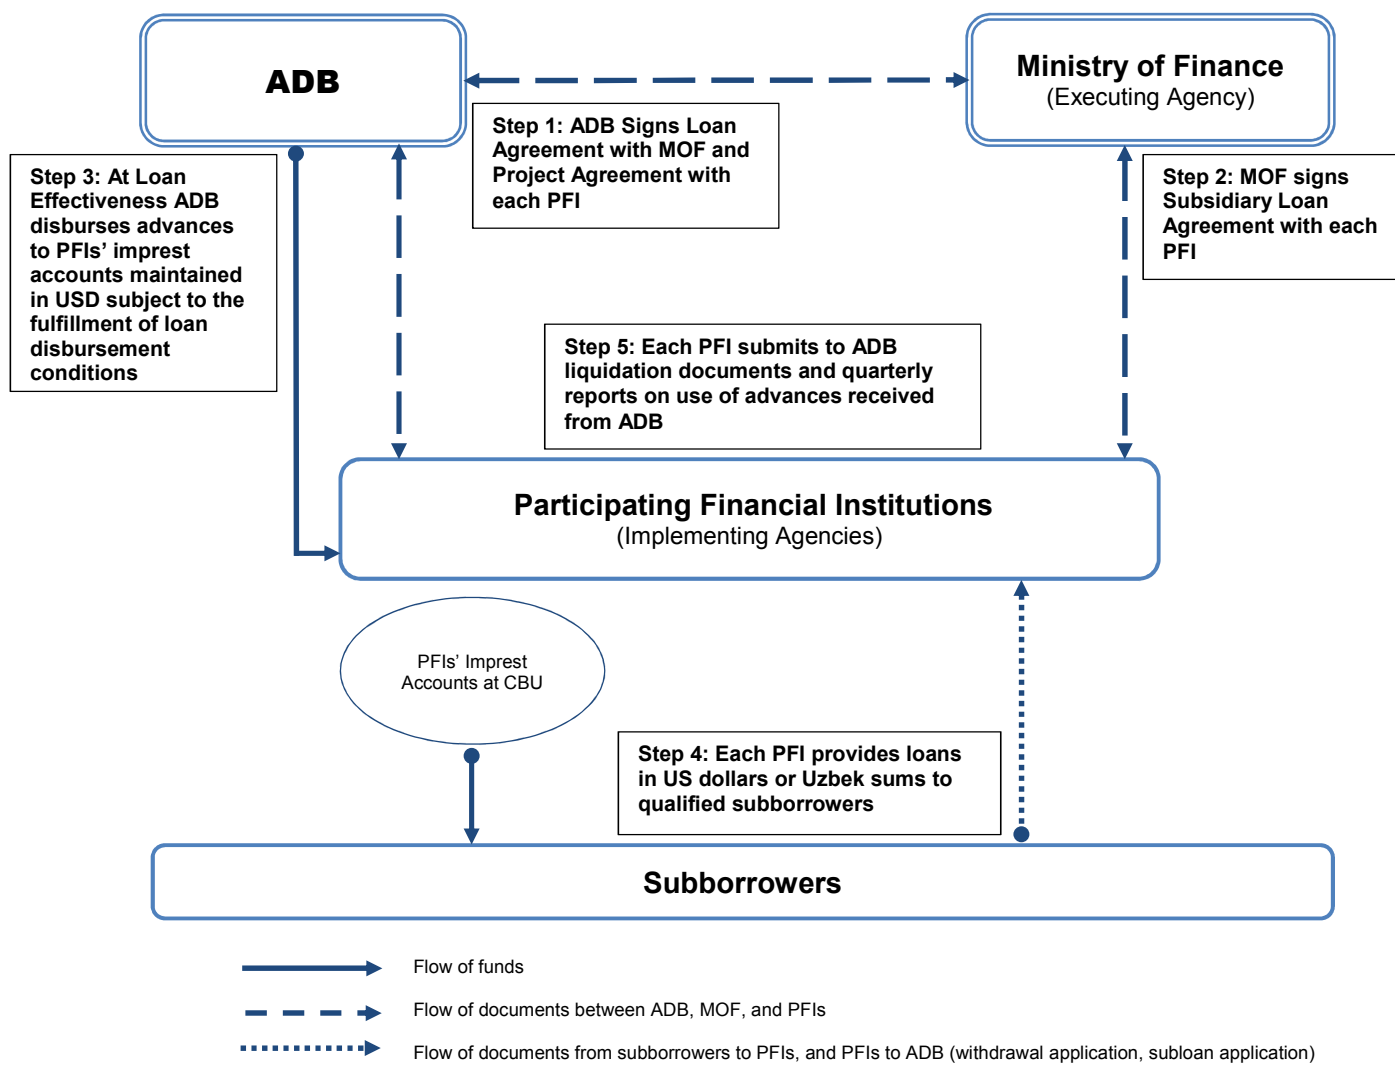 ADB
Ministry of Finance
(Executing Agency)
Step 1: ADB Signs Loan
Agreement with MOF and
Project Agreement with
each PFI
Step 3: At Loan
Effectiveness ADB
disburses advances
to PFIs’ imprest
accounts maintained
in USD subject to the
fulfillment of loan
disbursement
conditions
Step 2: MOF signs
Subsidiary Loan
Agreement with each
PFI
Step 5: Each PFI submits to ADB
liquidation documents and quarterly
reports on use of advances received
from ADB
Participating Financial Institutions
(Implementing Agencies)
PFIs’ Imprest
Accounts at CBU
Step 4: Each PFI provides loans
in US dollars or Uzbek sums to
qualified subborrowers
Subborrowers
Flow of funds
Flow of documents between ADB, MOF, and PFIs
Flow of documents from subborrowers to PFIs, and PFIs to ADB (withdrawal application, subloan application)